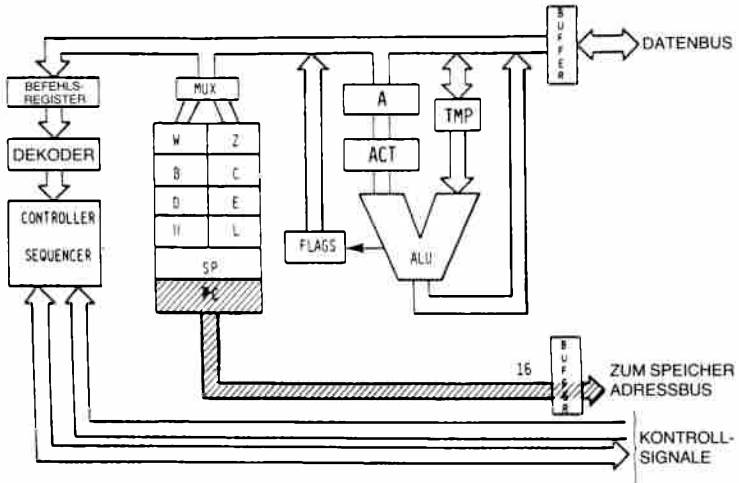 BUFFER
DATENBUS
BEFEHLS-
REGISTER
MUX
A
TMP
DEKODER
W Z
ACT
B C
D E
H L
CONTROLLER
SEQUENCER
FLAGS
ALU
SP
PC
16
BUFFER
ZUM SPEICHER
ADRESSBUS
KONTROLL-
SIGNALE